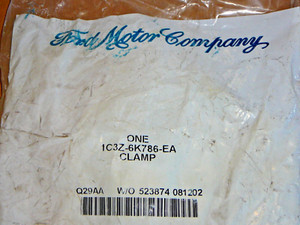 Ford Motor Company
ONE
1C3Z-6K786-EA
CLAMP
Q29AA W/O 523874 081202